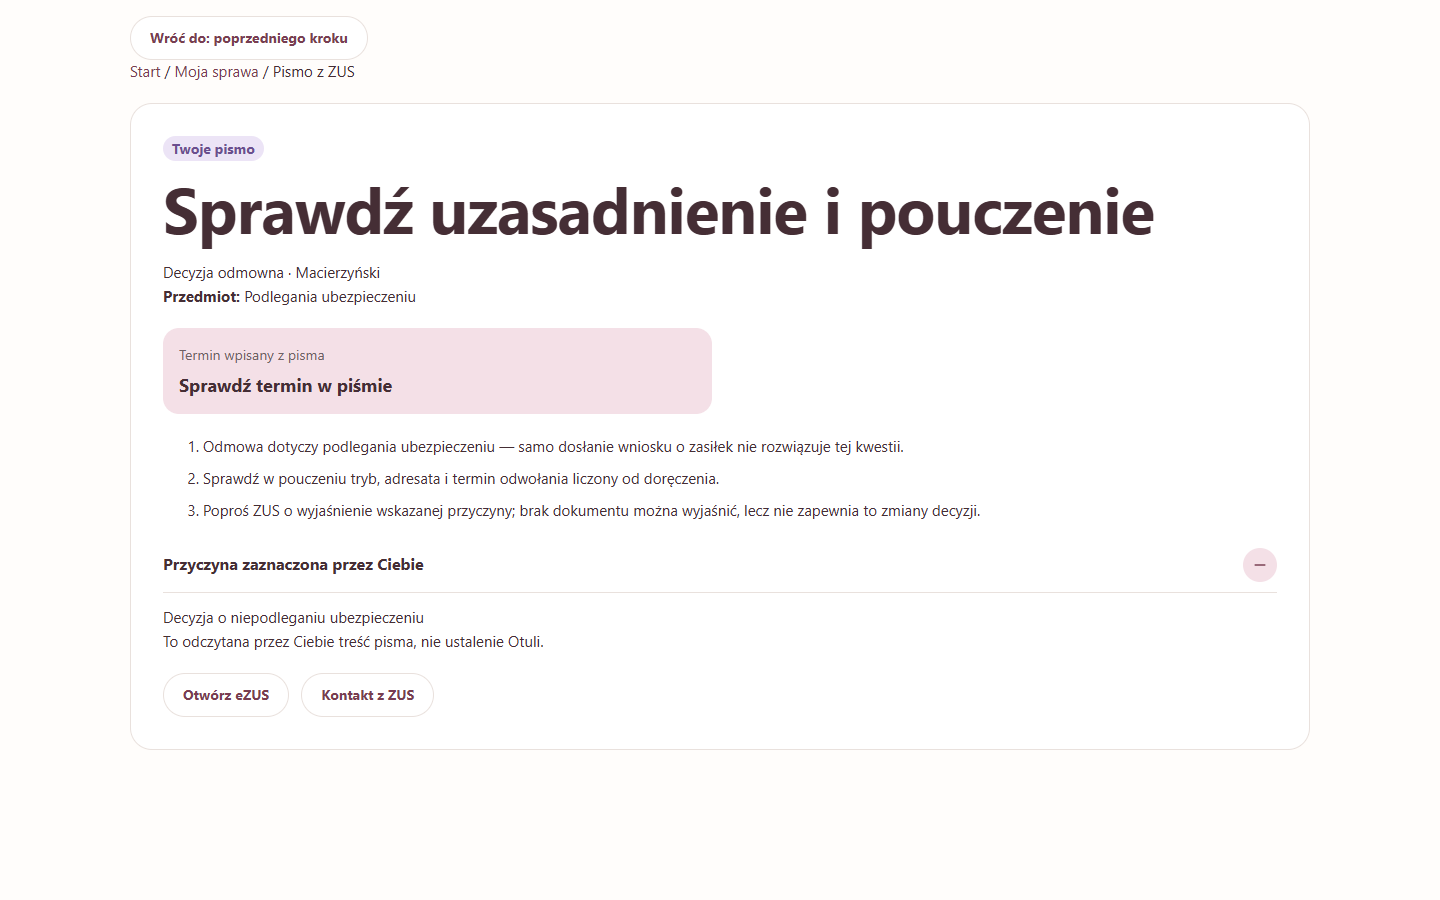 Wróć do: poprzedniego kroku
Start / Moja sprawa / Pismo z ZUS
Twoje pismo
Sprawdź uzasadnienie i pouczenie
Decyzja odmowna · Macierzyński
Przedmiot: Podlegania ubezpieczeniu
Termin wpisany z pisma
Sprawdź termin w piśmie
1. Odmowa dotyczy podlegania ubezpieczeniu — samo dosłanie wniosku o zasiłek nie rozwiązuje tej kwestii.
2. Sprawdź w pouczeniu tryb, adresata i termin odwołania liczony od doręczenia.
3. Poproś ZUS o wyjaśnienie wskazanej przyczyny; brak dokumentu można wyjaśnić, lecz nie zapewnia to zmiany decyzji.
Przyczyna zaznaczona przez Ciebie
Decyzja o niepodleganiu ubezpieczeniu
To odczytana przez Ciebie treść pisma, nie ustalenie Otuli.
Otwórz eZUS
Kontakt z ZUS